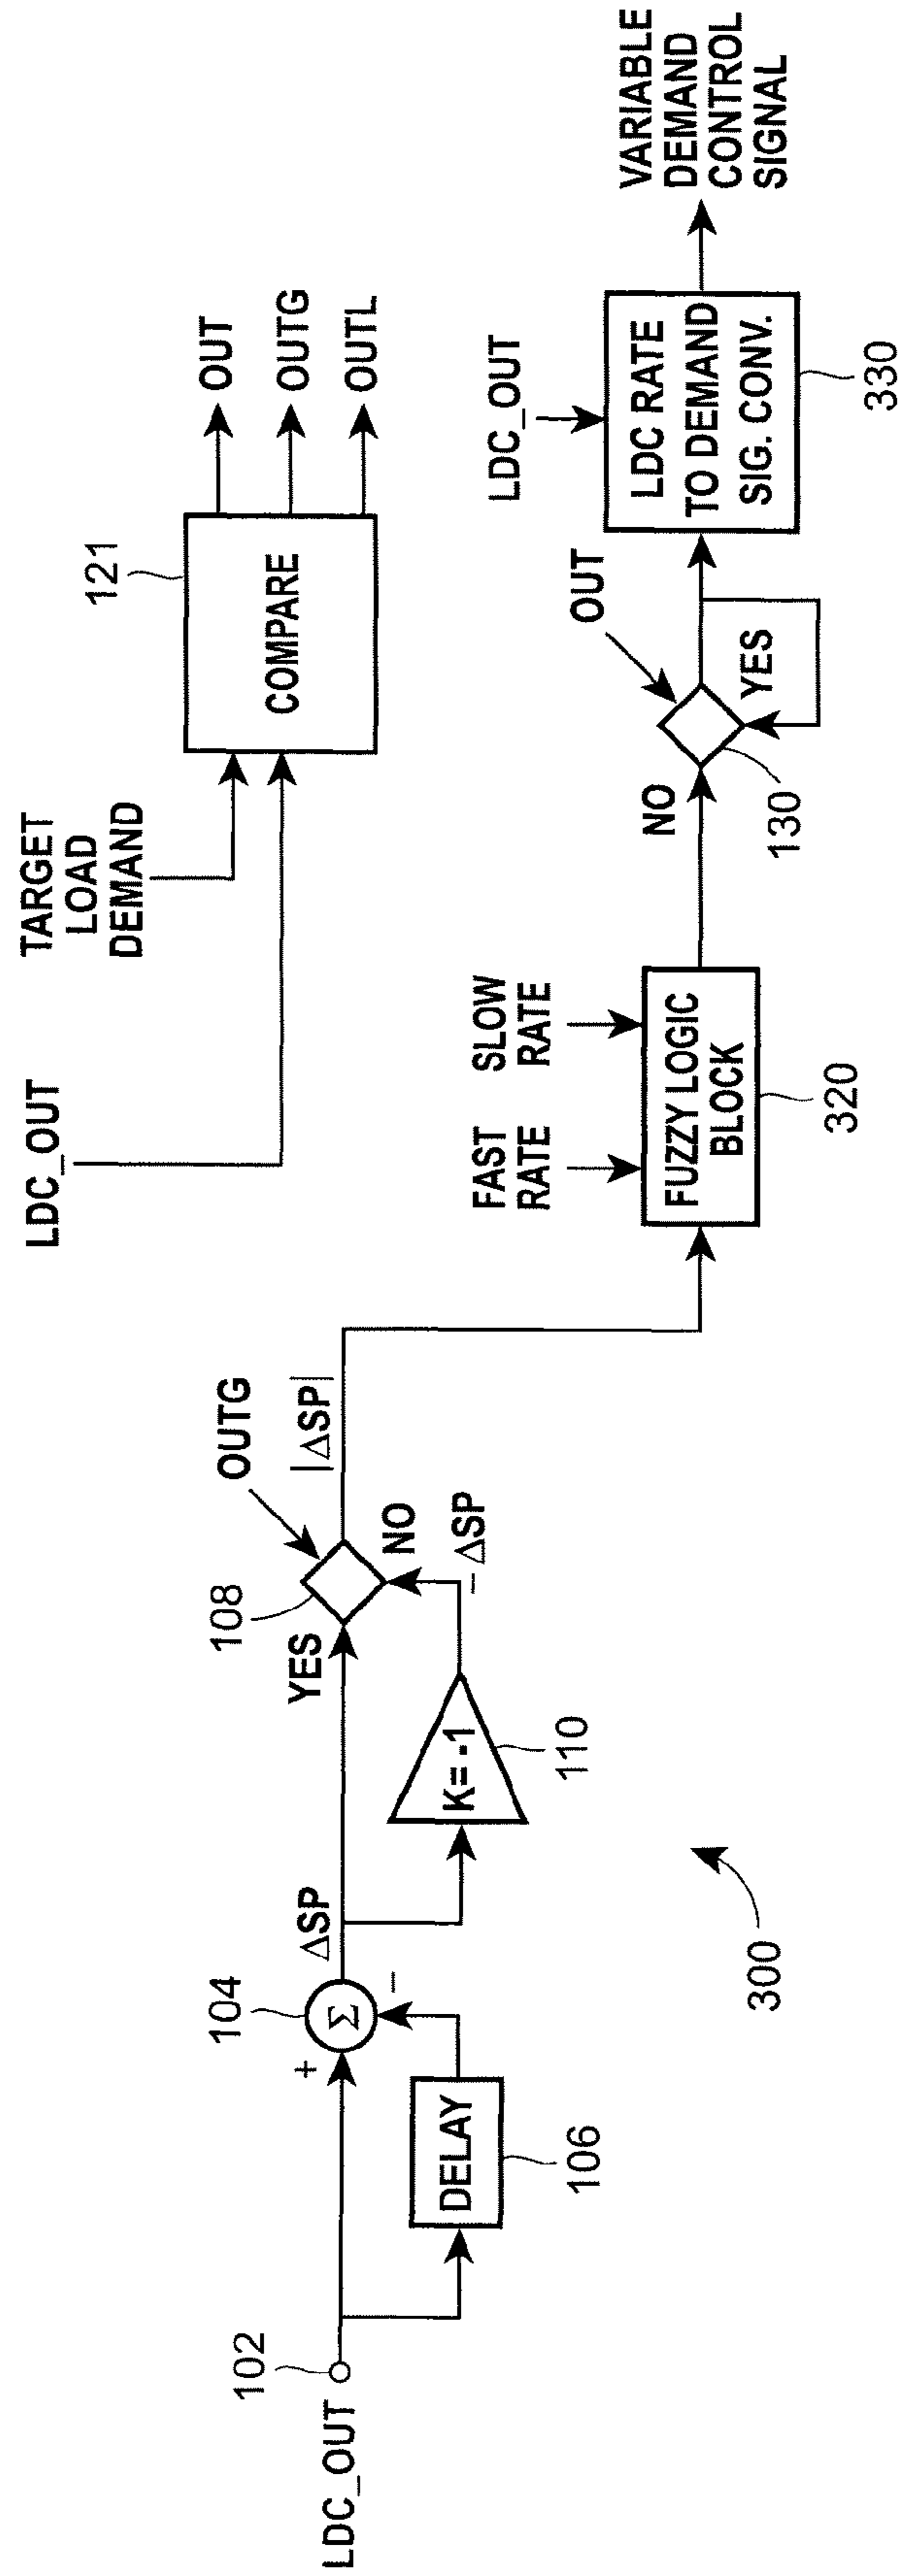 LDC_OUT
102
DELAY
106
+
Σ
−
104
ΔSP
K= -1
110
-ΔSP
YES
108
NO
OUTG
|ΔSP|
300
LDC_OUT
TARGET
LOAD
DEMAND
COMPARE
121
OUT
OUTG
OUTL
FAST
RATE
SLOW
RATE
FUZZY LOGIC
BLOCK
320
NO
130
OUT
YES
LDC_OUT
LDC RATE
TO DEMAND
SIG. CONV.
330
VARIABLE
DEMAND
CONTROL
SIGNAL